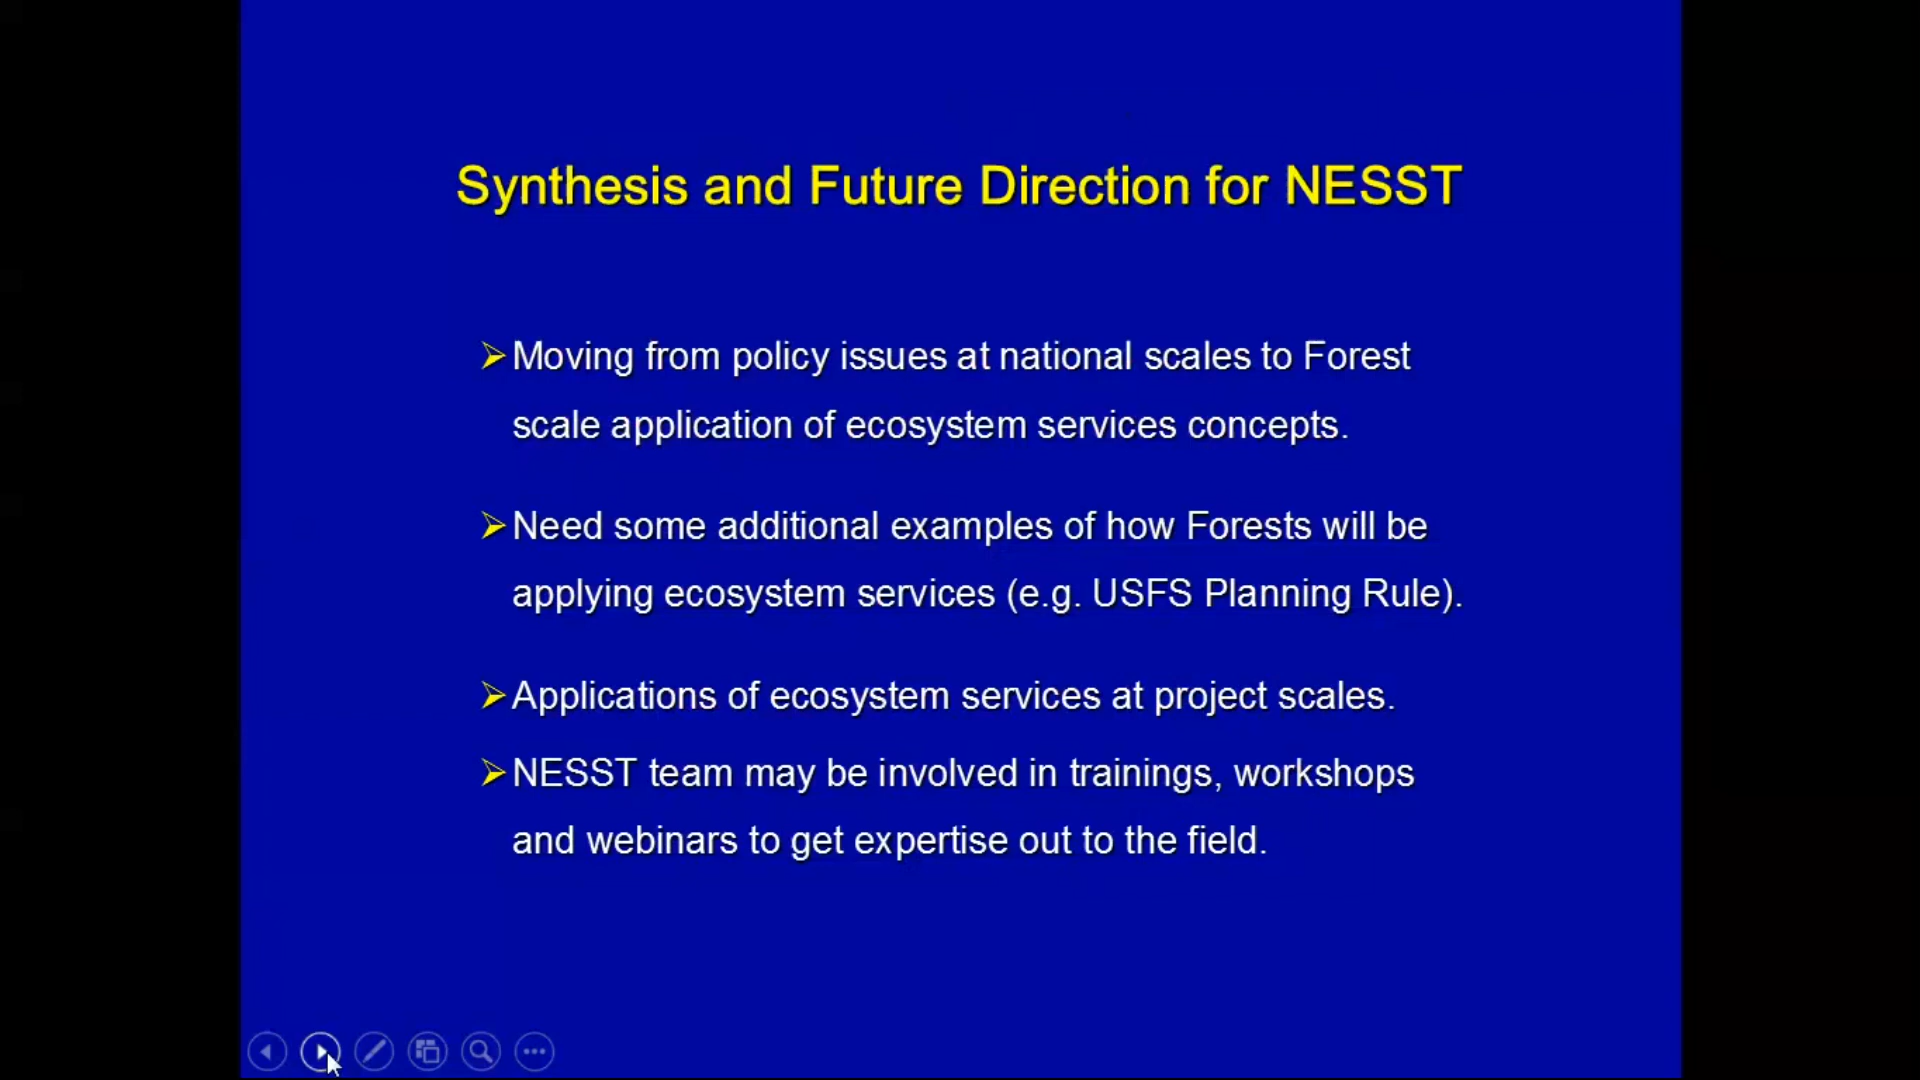 Synthesis and Future Direction for NESST
Moving from policy issues at national scales to Forest
scale application of ecosystem services concepts.
Need some additional examples of how Forests will be
applying ecosystem services (e.g. USFS Planning Rule).
Applications of ecosystem services at project scales.
NESST team may be involved in trainings, workshops
and webinars to get expertise out to the field.